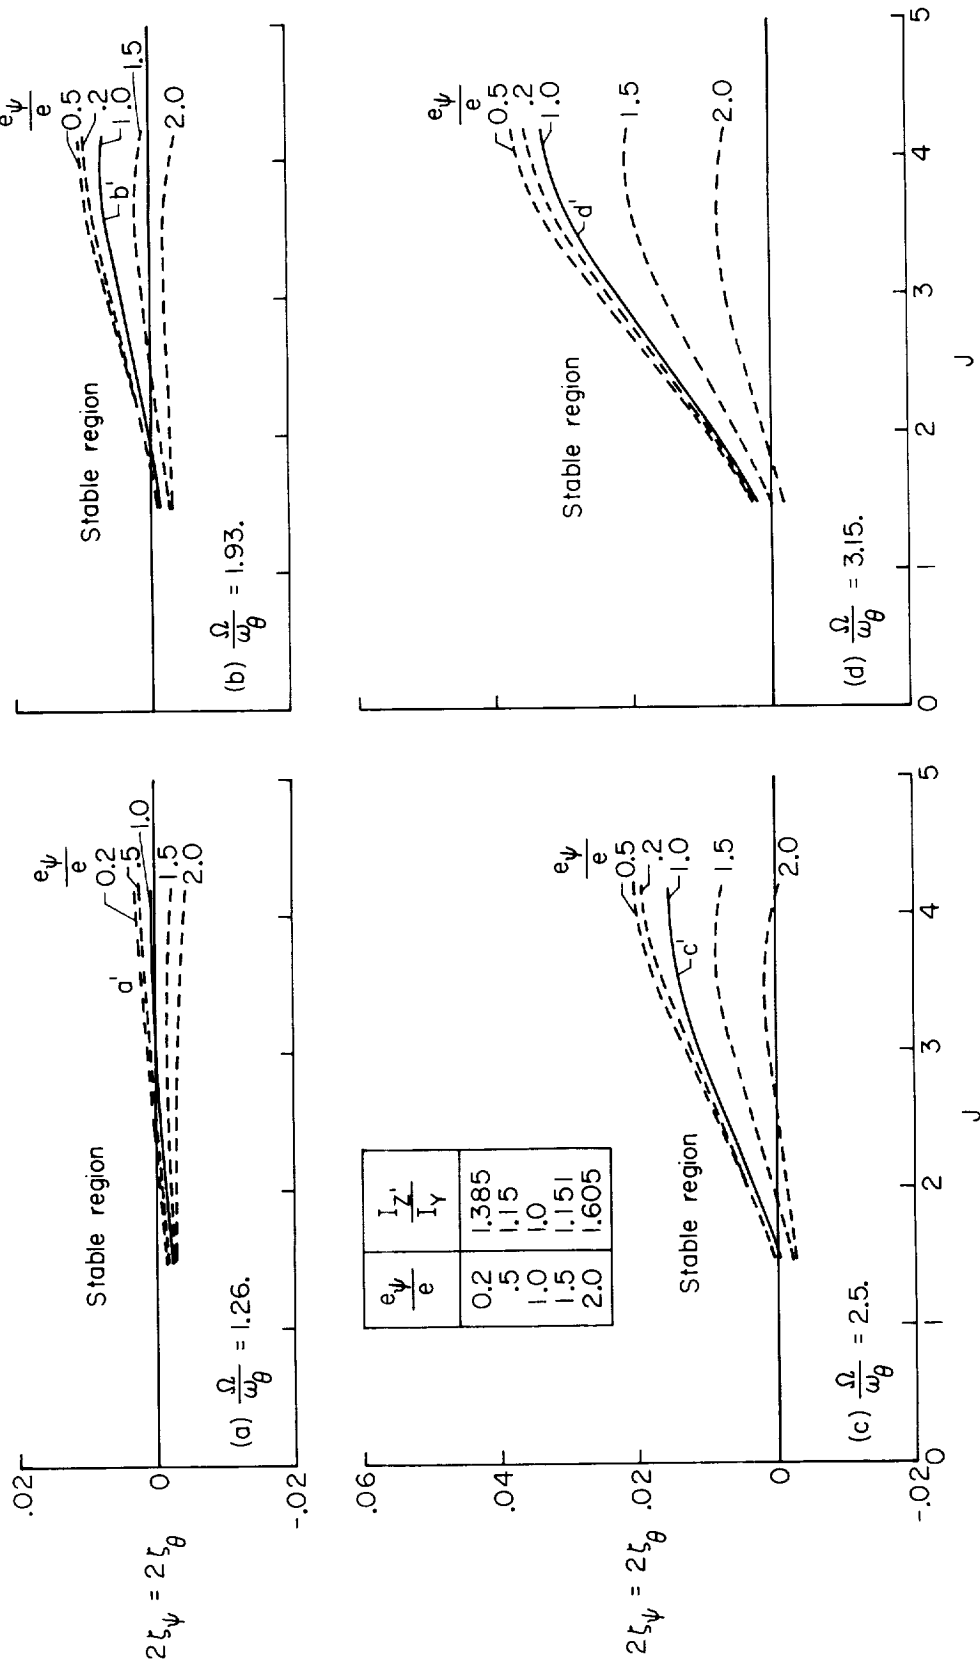 .02
0
-.02
2ζψ = 2ζθ
Stable region
a'
eψ/e
0.2
.5
1.0
1.5
2.0
(a) Ω/ωθ = 1.26.
Stable region
b'
eψ/e
0.5
.2
1.0
1.5
2.0
(b) Ω/ωθ = 1.93.
eψ/e IZ'/IY
0.2 1.385
.5 1.15
1.0 1.0
1.5 1.151
2.0 1.605
.06
.04
.02
0
-.02
2ζψ = 2ζθ
Stable region
c'
eψ/e
0.5
.2
1.0
1.5
2.0
(c) Ω/ωθ = 2.5.
0 1 2 3 4 5
J
Stable region
d'
eψ/e
0.5
.2
1.0
1.5
2.0
(d) Ω/ωθ = 3.15.
0 1 2 3 4 5
J